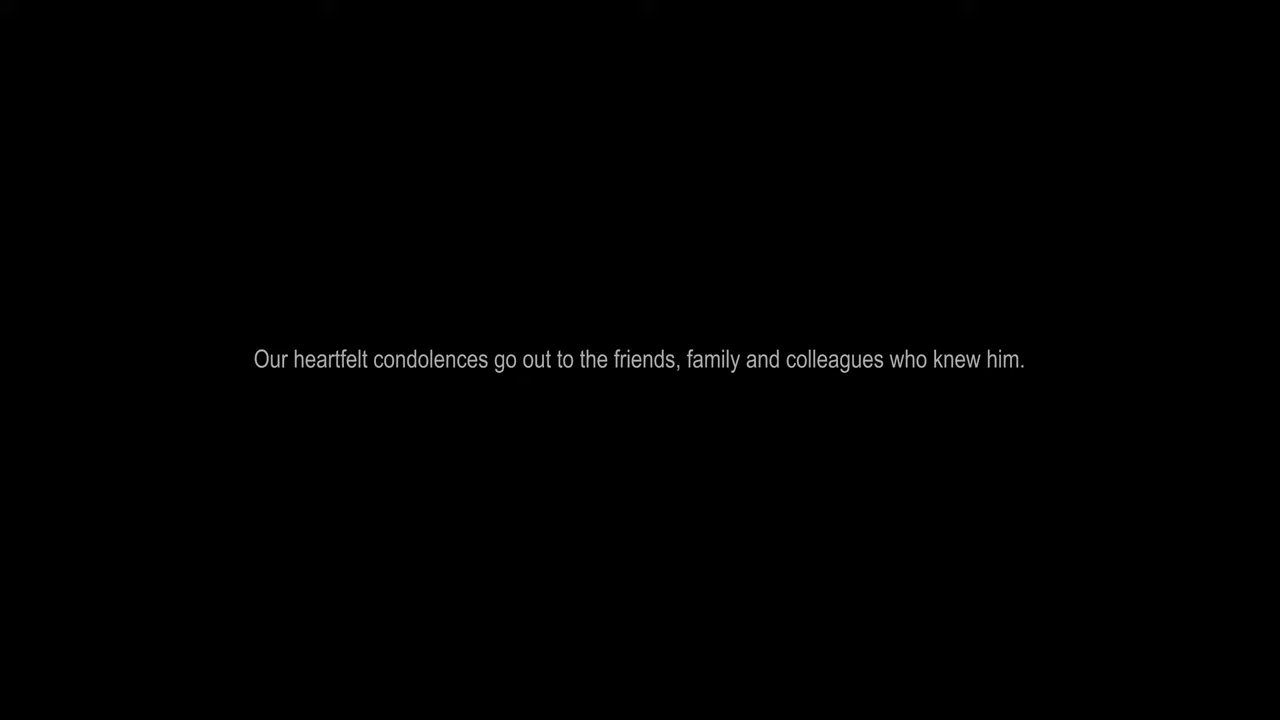 Our heartfelt condolences go out to the friends, family and colleagues who knew him.